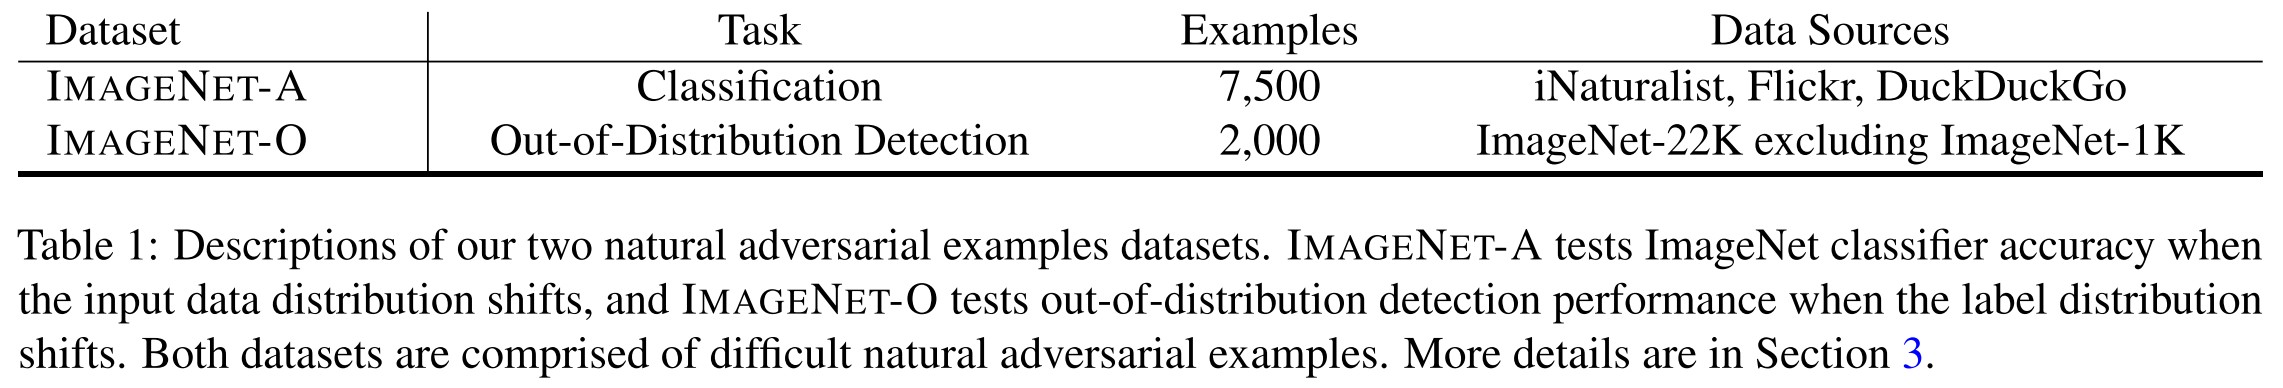 Dataset Task Examples Data Sources
IMAGENET-A Classification 7,500 iNaturalist, Flickr, DuckDuckGo
IMAGENET-O Out-of-Distribution Detection 2,000 ImageNet-22K excluding ImageNet-1K
Table 1: Descriptions of our two natural adversarial examples datasets. IMAGENET-A tests ImageNet classifier accuracy when
the input data distribution shifts, and IMAGENET-O tests out-of-distribution detection performance when the label distribution
shifts. Both datasets are comprised of difficult natural adversarial examples. More details are in Section 3.